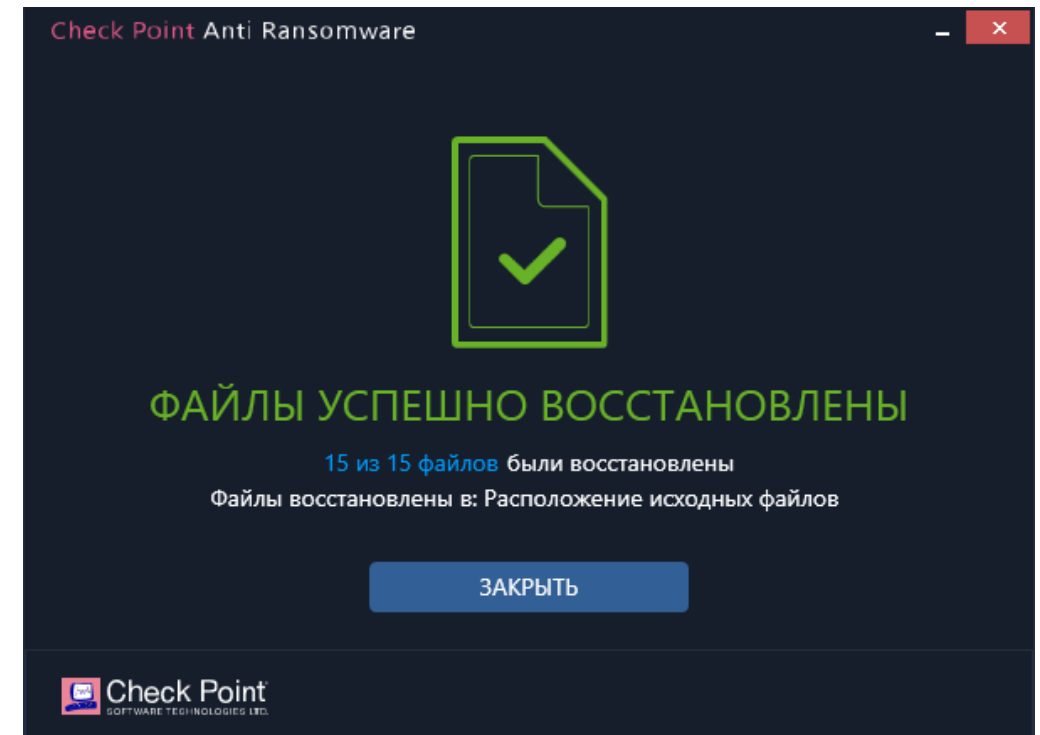 Check Point Anti Ransomware
ФАЙЛЫ УСПЕШНО ВОССТАНОВЛЕНЫ
15 из 15 файлов были восстановлены
Файлы восстановлены в: Расположение исходных файлов
ЗАКРЫТЬ
Check Point
SOFTWARE TECHNOLOGIES LTD.